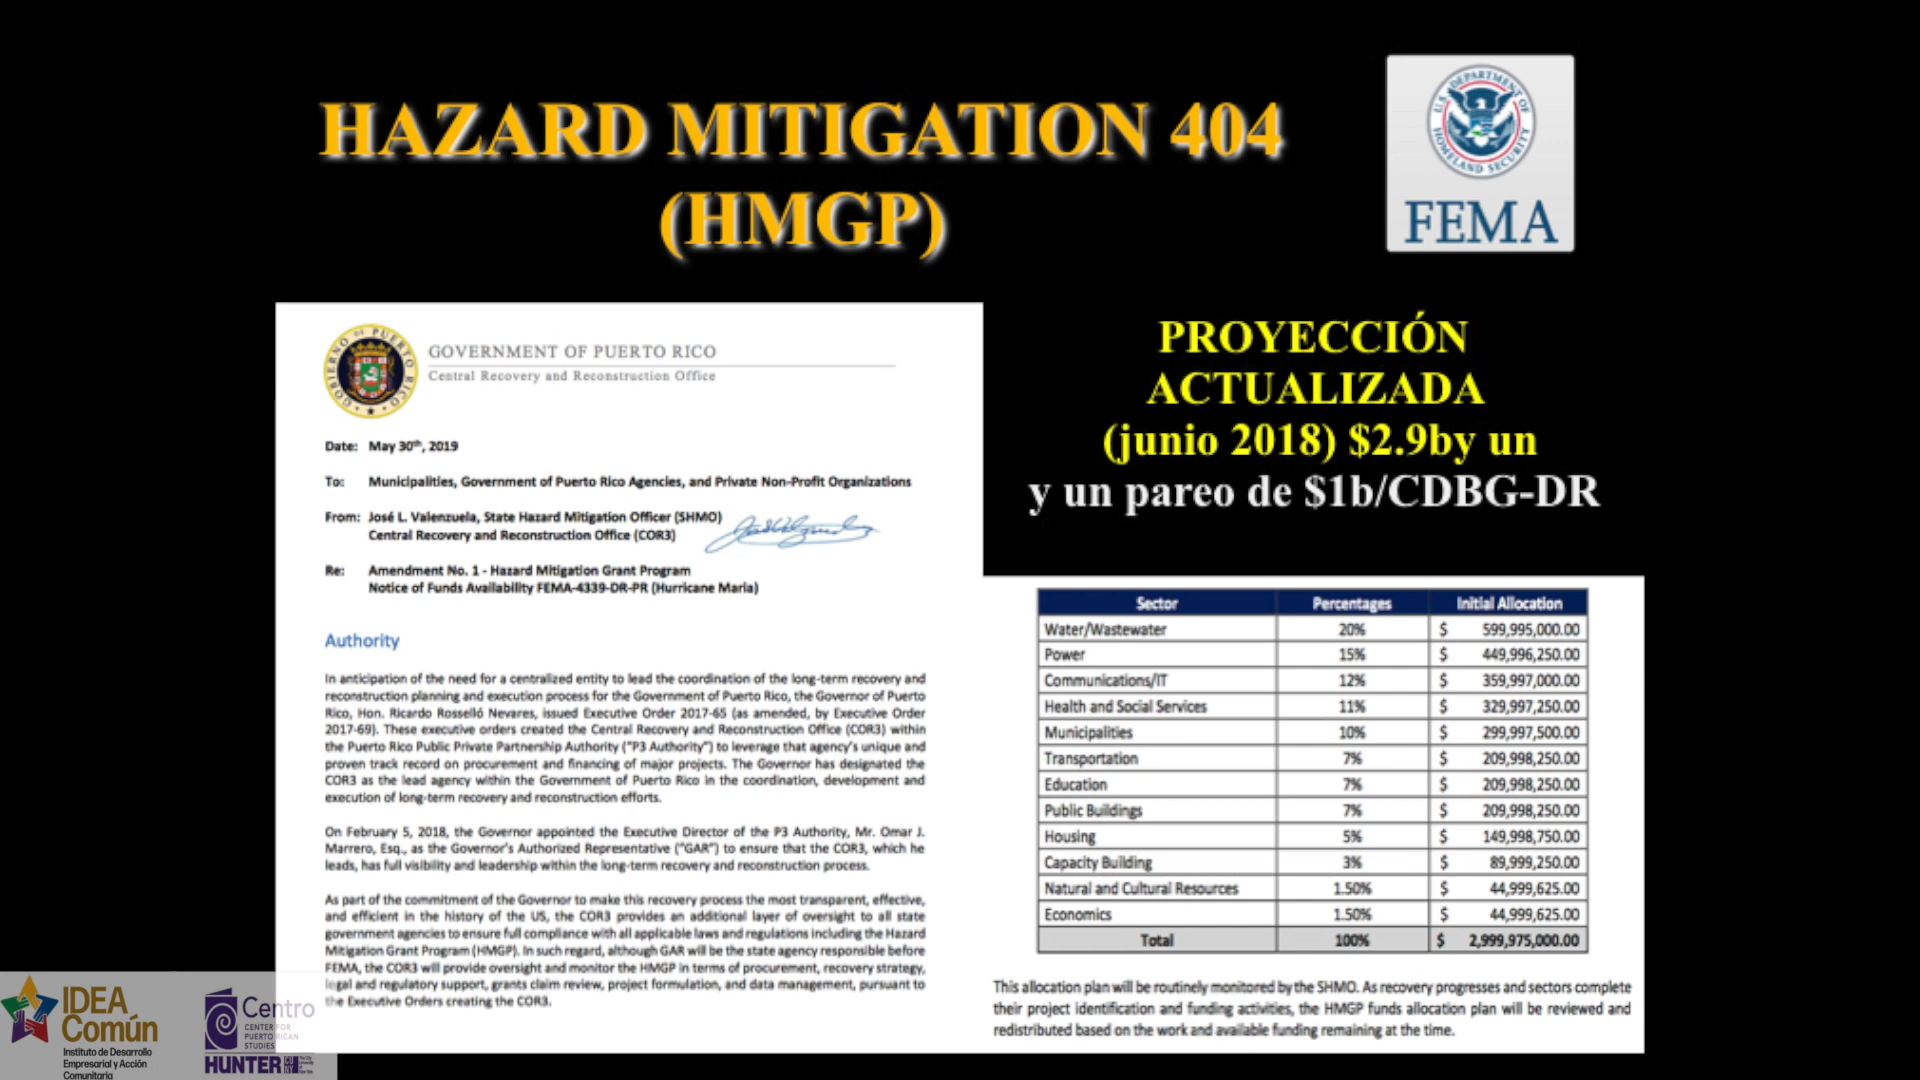 HAZARD MITIGATION 404
(HMGP)
U.S. DEPARTMENT OF
HOMELAND SECURITY
FEMA
GOBIERNO DE PUERTO RICO
GOVERNMENT OF PUERTO RICO
Central Recovery and Reconstruction Office
Date: May 30th, 2019
To: Municipalities, Government of Puerto Rico Agencies, and Private Non-Profit Organizations
From: José L. Valenzuela, State Hazard Mitigation Officer (SHMO)
Central Recovery and Reconstruction Office (COR3)
Re: Amendment No. 1 - Hazard Mitigation Grant Program
Notice of Funds Availability FEMA-4339-DR-PR (Hurricane Maria)
Authority
In anticipation of the need for a centralized entity to lead the coordination of the long-term recovery and
reconstruction planning and execution process for the Government of Puerto Rico, the Governor of Puerto
Rico, Hon. Ricardo Rosselló Nevares, issued Executive Order 2017-65 (as amended, by Executive Order
2017-69). These executive orders created the Central Recovery and Reconstruction Office (COR3) within
the Puerto Rico Public Private Partnership Authority ("P3 Authority") to leverage that agency's unique and
proven track record on procurement and financing of major projects. The Governor has designated the
COR3 as the lead agency within the Government of Puerto Rico in the coordination, development and
execution of long-term recovery and reconstruction efforts.
On February 5, 2018, the Governor appointed the Executive Director of the P3 Authority, Mr. Omar J.
Marrero, Esq., as the Governor's Authorized Representative ("GAR") to ensure that the COR3, which he
leads, has full visibility and leadership within the long-term recovery and reconstruction process.
As part of the commitment of the Governor to make this recovery process the most transparent, effective,
and efficient in the history of the US, the COR3 provides an additional layer of oversight to all state
government agencies to ensure full compliance with all applicable laws and regulations including the Hazard
Mitigation Grant Program (HMGP). In such regard, although GAR will be the state agency responsible before
FEMA, the COR3 will provide oversight and monitor the HMGP in terms of procurement, recovery strategy,
legal and regulatory support, grants claim review, project formulation, and data management, pursuant to
the Executive Orders creating the COR3.
PROYECCIÓN
ACTUALIZADA
(junio 2018) $2.9by un
y un pareo de $1b/CDBG-DR
Sector Percentages Initial Allocation
Water/Wastewater 20% $ 599,995,000.00
Power 15% $ 449,996,250.00
Communications/IT 12% $ 359,997,000.00
Health and Social Services 11% $ 329,997,250.00
Municipalities 10% $ 299,997,500.00
Transportation 7% $ 209,998,250.00
Education 7% $ 209,998,250.00
Public Buildings 7% $ 209,998,250.00
Housing 5% $ 149,998,750.00
Capacity Building 3% $ 89,999,250.00
Natural and Cultural Resources 1.50% $ 44,999,625.00
Economics 1.50% $ 44,999,625.00
Total 100% $ 2,999,975,000.00
This allocation plan will be routinely monitored by the SHMO. As recovery progresses and sectors complete
their project identification and funding activities, the HMGP funds allocation plan will be reviewed and
redistributed based on the work and available funding remaining at the time.
IDEA
Común
Instituto de Desarrollo
Empresarial y Acción
Comunitaria
Centro
CENTER FOR
PUERTO RICAN
STUDIES
HUNTER